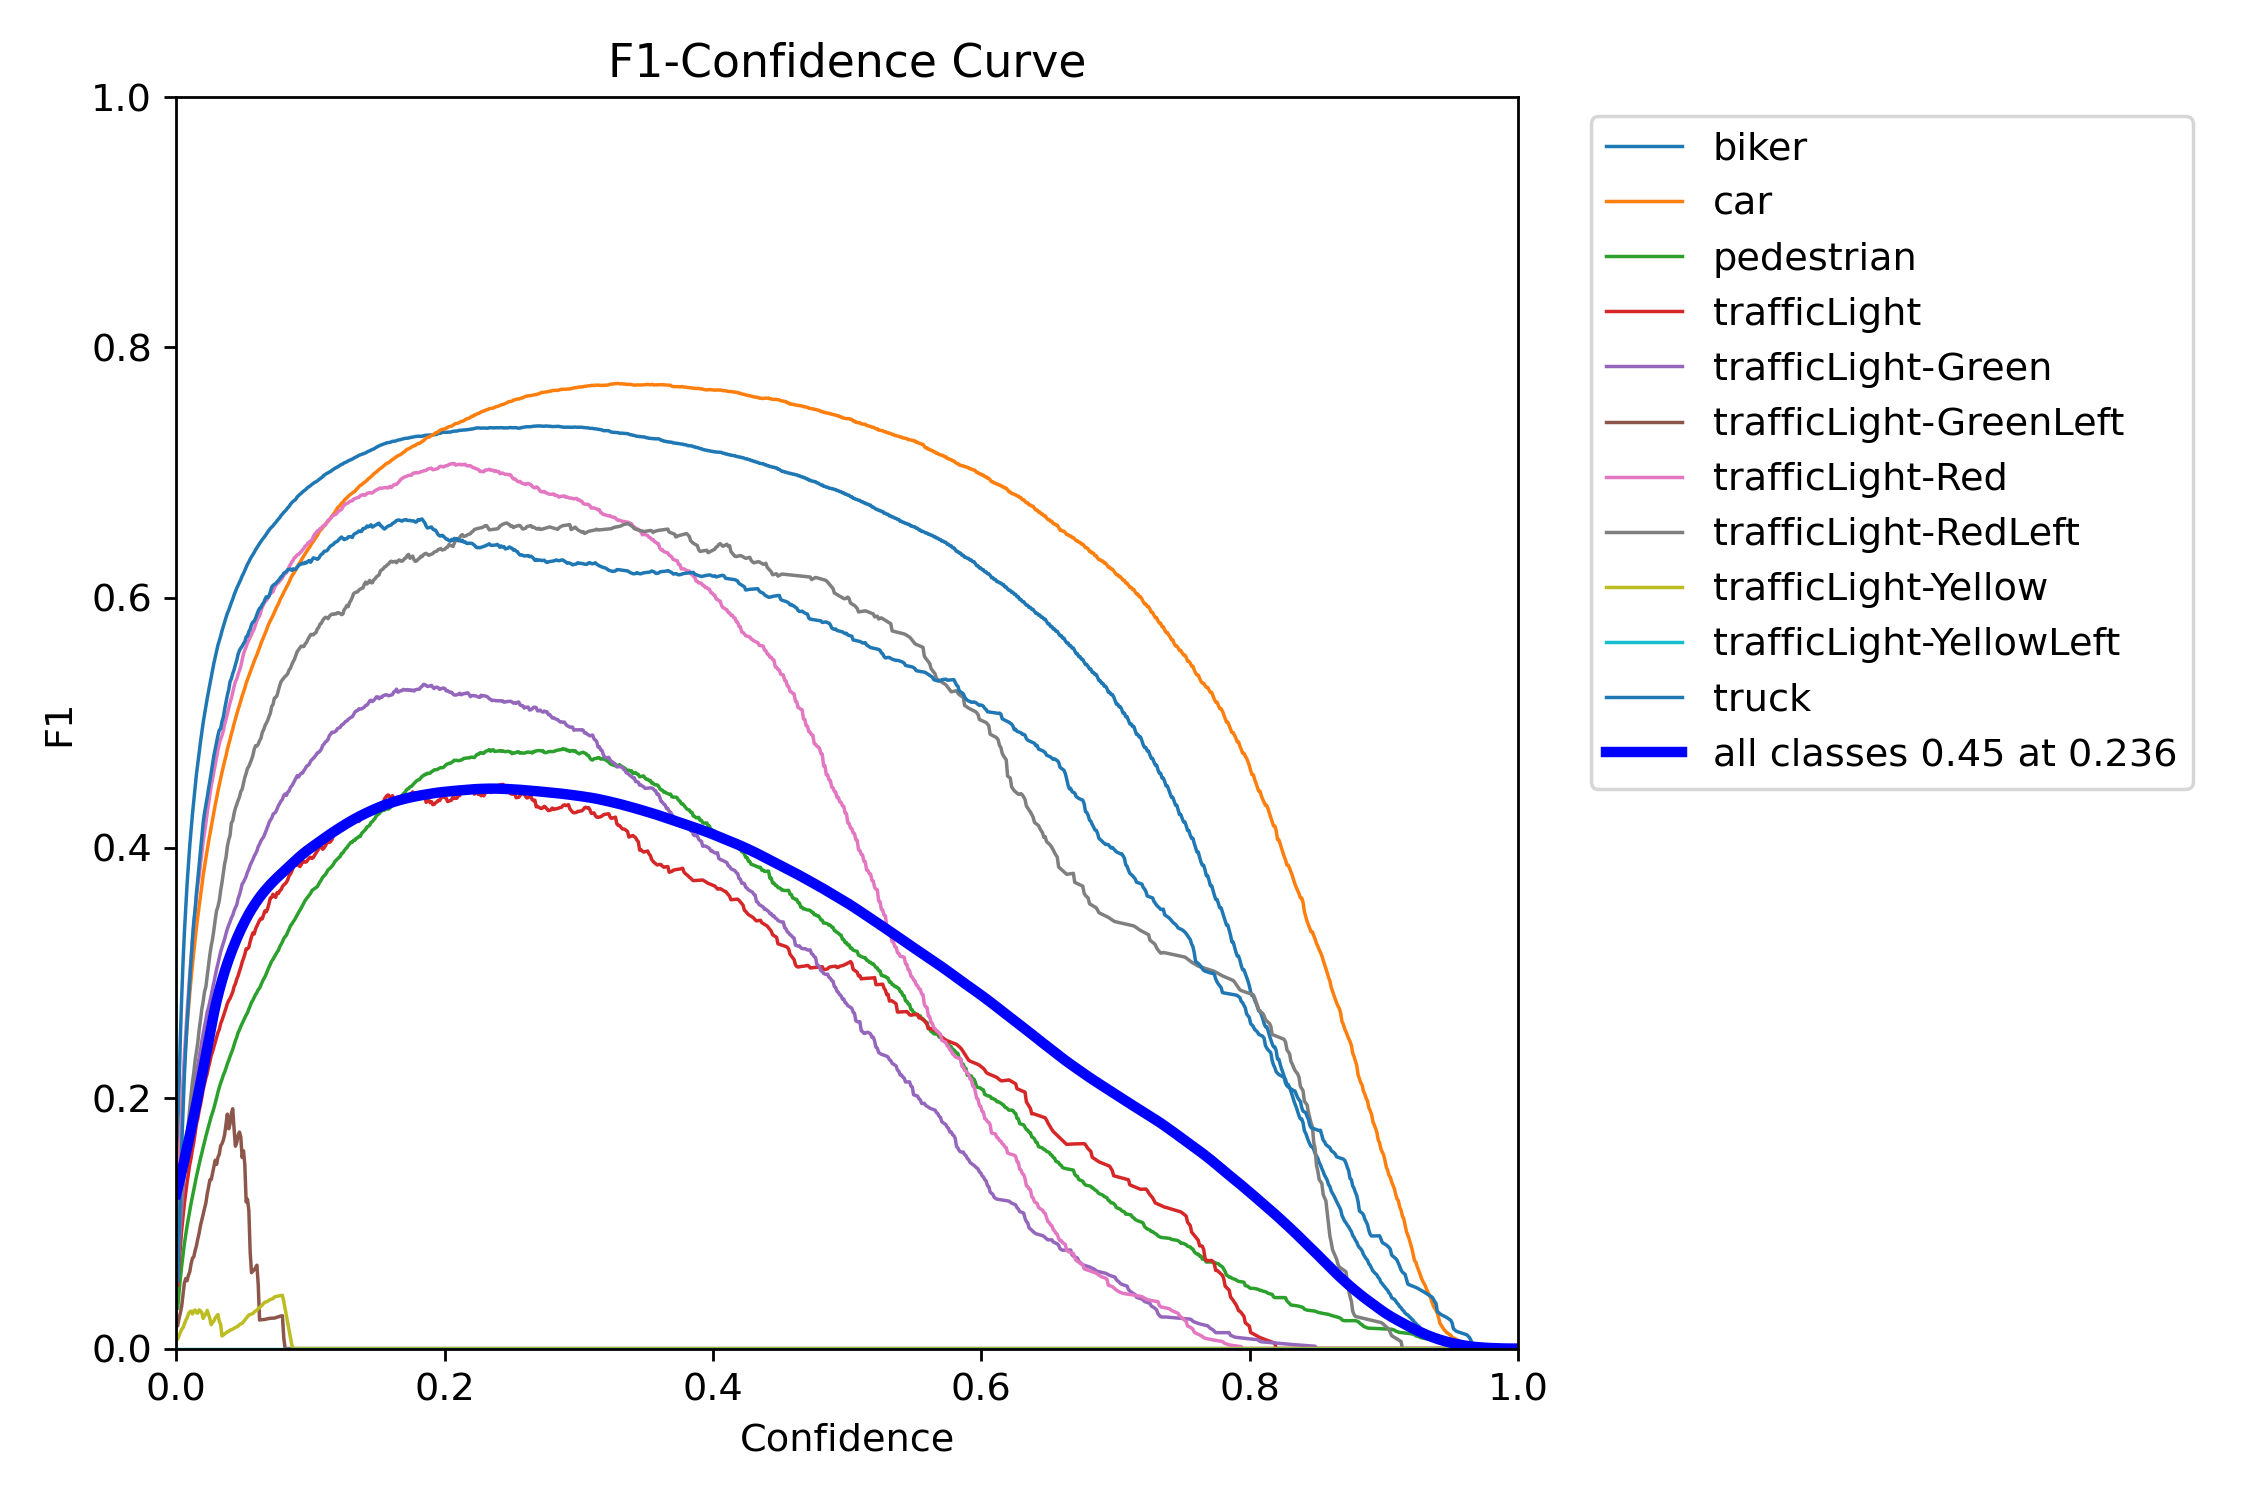 F1-Confidence Curve
1.0
0.8
0.6
0.4
0.2
0.0
F1
0.0 0.2 0.4 0.6 0.8 1.0
Confidence
biker
car
pedestrian
trafficLight
trafficLight-Green
trafficLight-GreenLeft
trafficLight-Red
trafficLight-RedLeft
trafficLight-Yellow
trafficLight-YellowLeft
truck
all classes 0.45 at 0.236